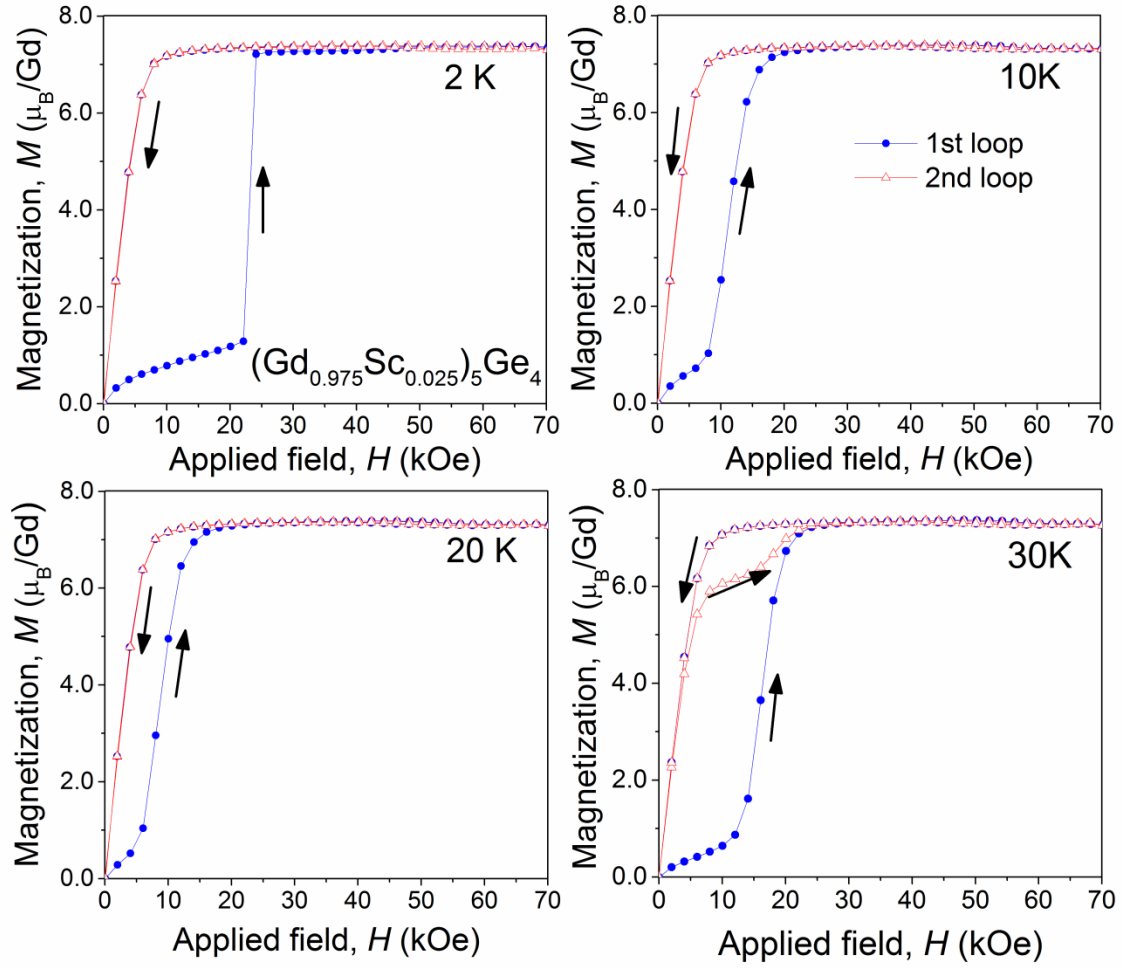 Magnetization, M (μB/Gd)
8.0
6.0
4.0
2.0
0.0
2 K
(Gd0.975Sc0.025)5Ge4
0 10 20 30 40 50 60 70
Applied field, H (kOe)
Magnetization, M (μB/Gd)
8.0
6.0
4.0
2.0
0.0
10K
1st loop
2nd loop
0 10 20 30 40 50 60 70
Applied field, H (kOe)
Magnetization, M (μB/Gd)
8.0
6.0
4.0
2.0
0.0
20 K
0 10 20 30 40 50 60 70
Applied field, H (kOe)
Magnetization, M (μB/Gd)
8.0
6.0
4.0
2.0
0.0
30K
0 10 20 30 40 50 60 70
Applied field, H (kOe)